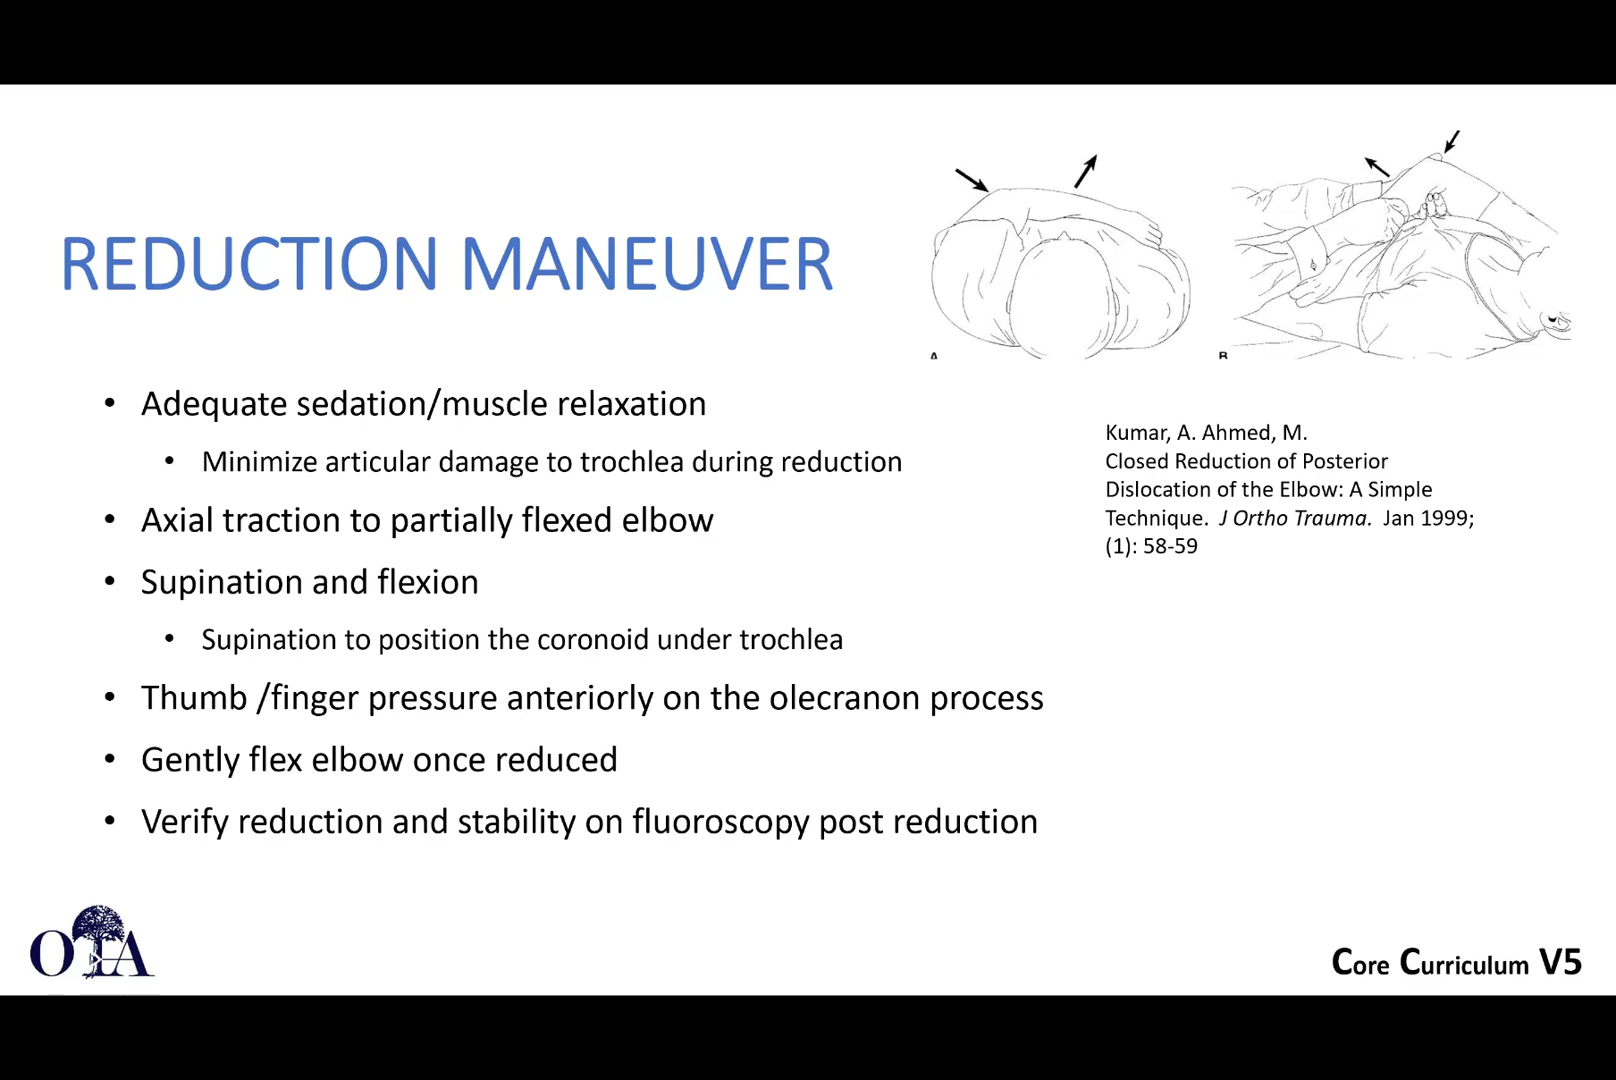 REDUCTION MANEUVER
A
B
• Adequate sedation/muscle relaxation
• Minimize articular damage to trochlea during reduction
• Axial traction to partially flexed elbow
• Supination and flexion
• Supination to position the coronoid under trochlea
• Thumb /finger pressure anteriorly on the olecranon process
• Gently flex elbow once reduced
• Verify reduction and stability on fluoroscopy post reduction
Kumar, A. Ahmed, M.
Closed Reduction of Posterior
Dislocation of the Elbow: A Simple
Technique. J Ortho Trauma. Jan 1999;
(1): 58-59
OTA
Core Curriculum V5